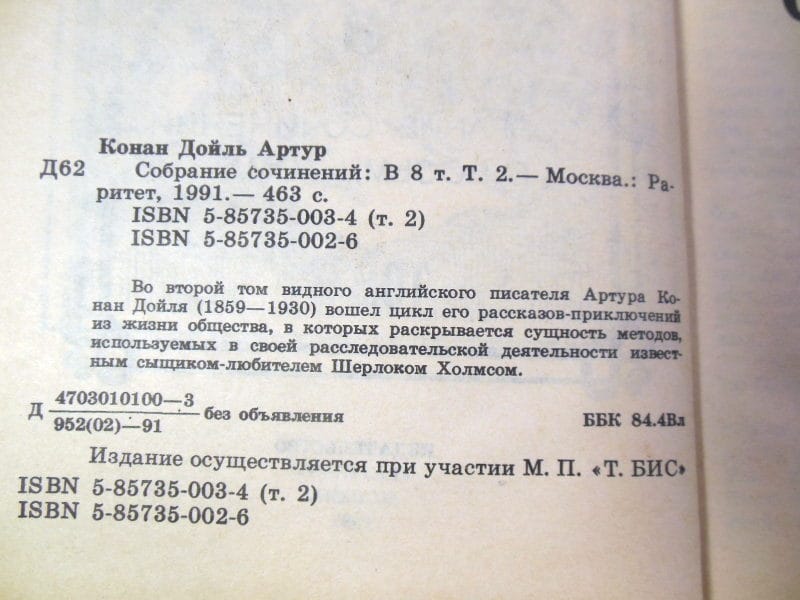 Конан Дойль Артур
Д62 Собрание сочинений: В 8 т. Т. 2.— Москва.: Ра-
ритет, 1991.— 463 с.
ISBN 5-85735-003-4 (т. 2)
ISBN 5-85735-002-6
Во второй том видного английского писателя Артура Ко-
нан Дойля (1859—1930) вошел цикл его рассказов-приключений
из жизни общества, в которых раскрывается сущность методов,
используемых в своей расследовательской деятельности извест-
ным сыщиком-любителем Шерлоком Холмсом.
Д 4703010100—3
952(02)—91 без объявления ББК 84.4Вл
Издание осуществляется при участии М. П. «Т. БИС»
ISBN 5-85735-003-4 (т. 2)
ISBN 5-85735-002-6